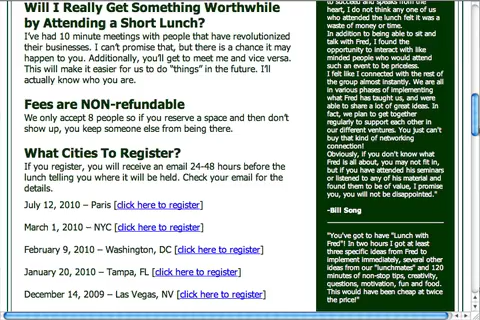 Will I Really Get Something Worthwhile
by Attending a Short Lunch?
I've had 10 minute meetings with people that have revolutionized
their businesses. I can't promise that, but there is a chance it may
happen to you. Additionally, you'll get to meet me and vice versa.
This will make it easier for us to do "things" in the future. I'll
actually know who you are.
Fees are NON-refundable
We only accept 8 people so if you reserve a space and then don't
show up, you keep someone else from being there.
What Cities To Register?
If you register, you will receive an email 24-48 hours before the
lunch telling you where it will be held. Check your email for the
details.
July 12, 2010 – Paris [click here to register]
March 1, 2010 – NYC [click here to register]
February 9, 2010 – Washington, DC [click here to register]
January 20, 2010 – Tampa, FL [click here to register]
December 14, 2009 – Las Vegas, NV [click here to register]
to succeed and speaks from the
heart, I do not think any one of us
who attended the lunch felt it was a
waste of money or time.
In addition to being able to sit and
talk with Fred, I found the
opportunity to interact with like
minded people who would attend
such an event to be priceless.
I felt like I connected with the rest of
the group almost instantly. We are all
in various phases of implementing
what Fred has taught us, and were
able to share a lot of great ideas. In
fact, we plan to get together
regularly to support each other in
our different ventures. You just can't
buy that kind of networking
connection!
Obviously, if you don't know what
Fred is all about, you may not fit in,
but if you have attended his seminars
or listened to any of his material and
found them to be of value, I promise
you, you will not be disappointed."
-Bill Song
"You've got to have "Lunch with
Fred"! In two hours I got at least
three specific ideas from Fred to
implement immediately, several other
ideas from our "lunchmates" and 120
minutes of non-stop tips, creativity,
questions, motivation, fun and food.
This would have been cheap at twice
the price!"